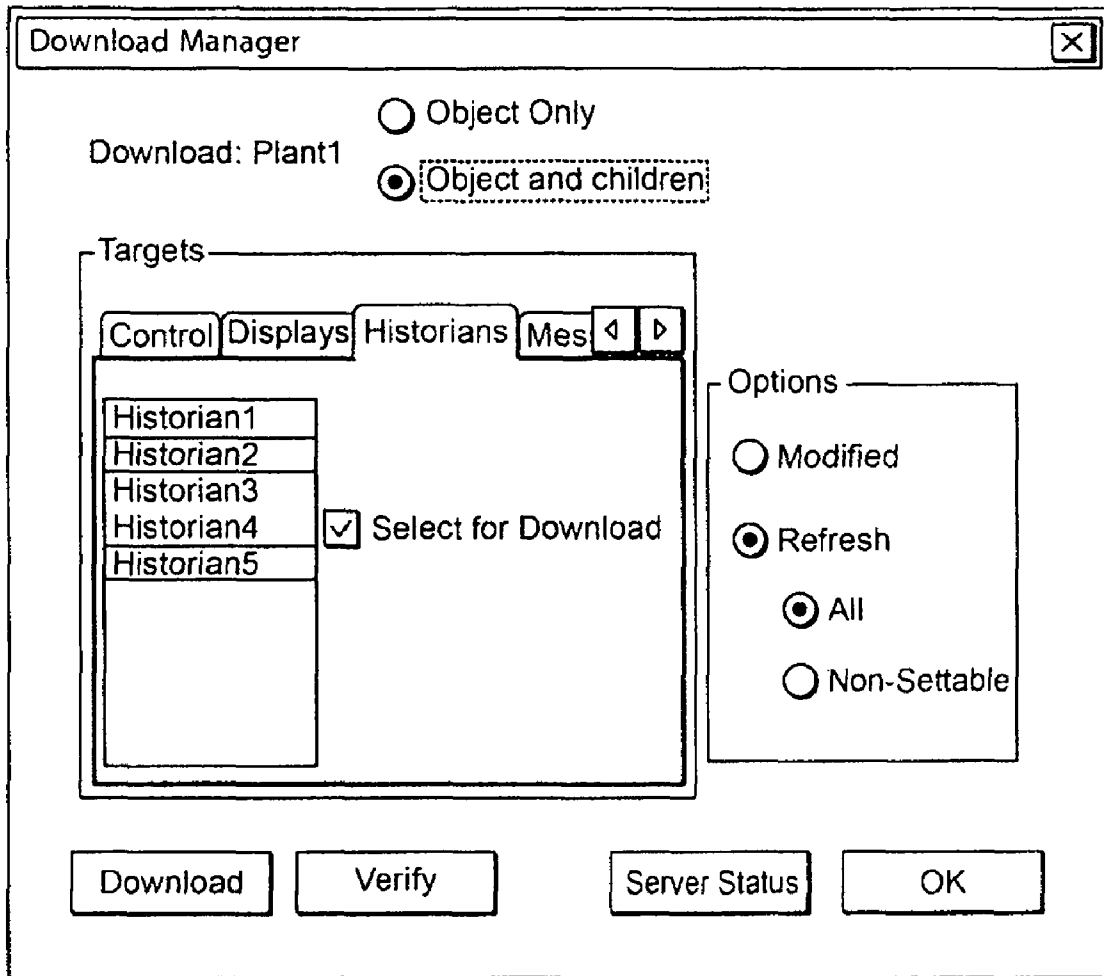 Download Manager
Object Only
Download: Plant1
Object and children
Targets
Control Displays Historians Mes
Historian1
Historian2
Historian3
Historian4
Historian5
Select for Download
Options
Modified
Refresh
All
Non-Settable
Download Verify Server Status OK